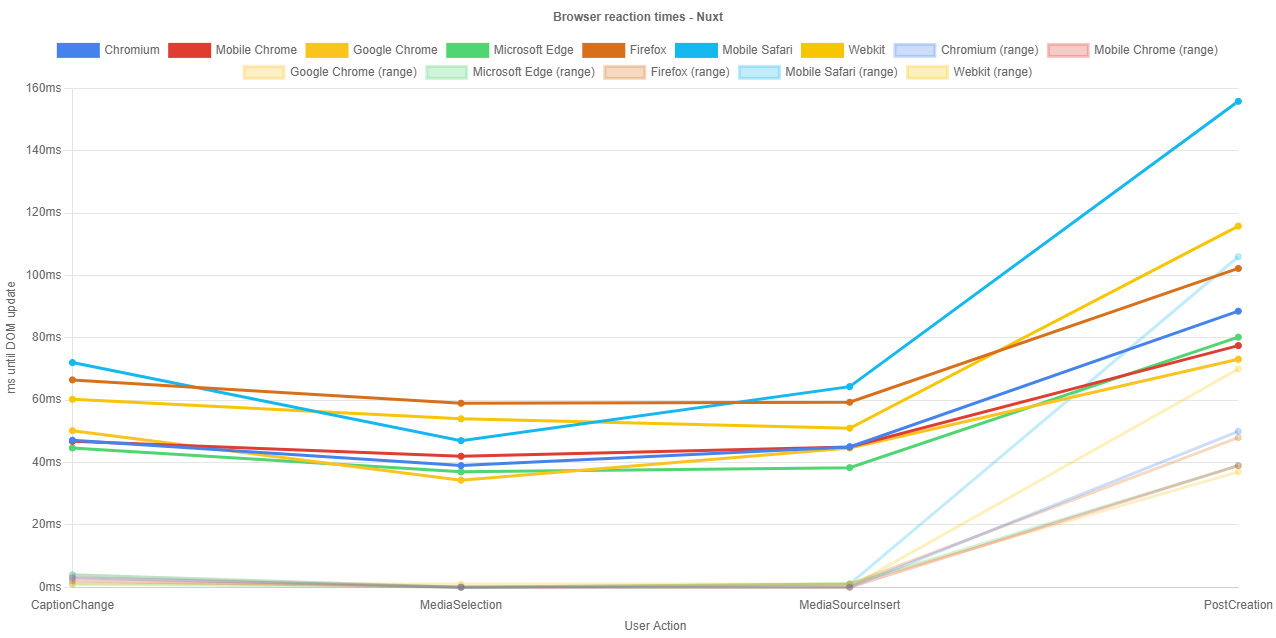 Browser reaction times - Nuxt
Chromium Mobile Chrome Google Chrome Microsoft Edge Firefox Mobile Safari Webkit Chromium (range) Mobile Chrome (range)
Google Chrome (range) Microsoft Edge (range) Firefox (range) Mobile Safari (range) Webkit (range)
160ms
140ms
120ms
100ms
80ms
60ms
40ms
20ms
0ms
ms until DOM update
CaptionChange MediaSelection MediaSourceInsert PostCreation
User Action